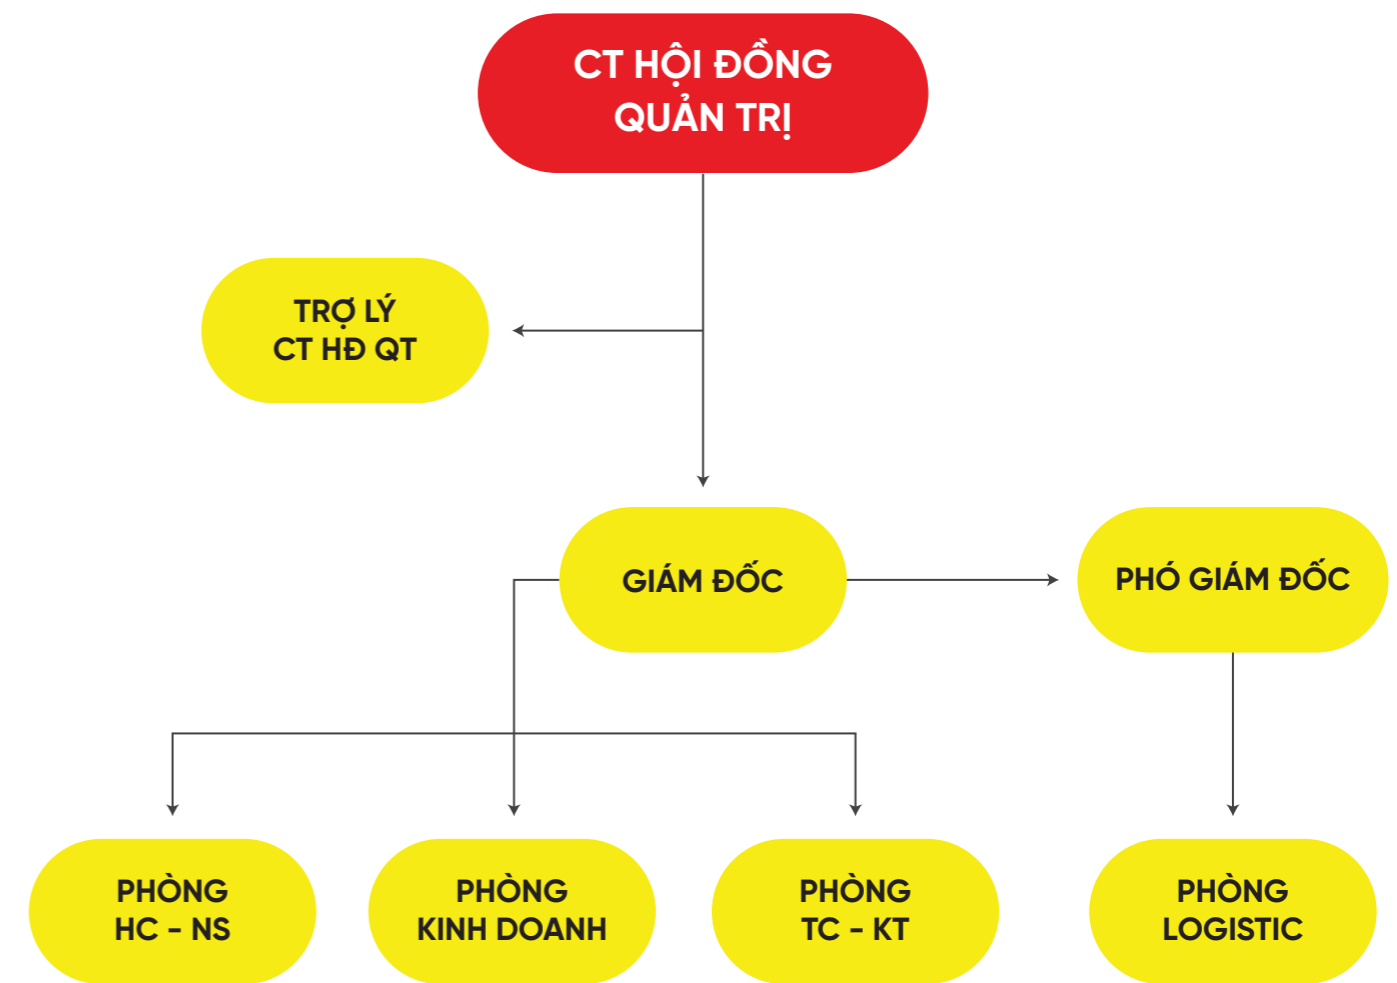 CT HỘI ĐỒNG
QUẢN TRỊ
TRỢ LÝ
CT HĐ QT
GIÁM ĐỐC
PHÓ GIÁM ĐỐC
PHÒNG
HC - NS
PHÒNG
KINH DOANH
PHÒNG
TC - KT
PHÒNG
LOGISTIC